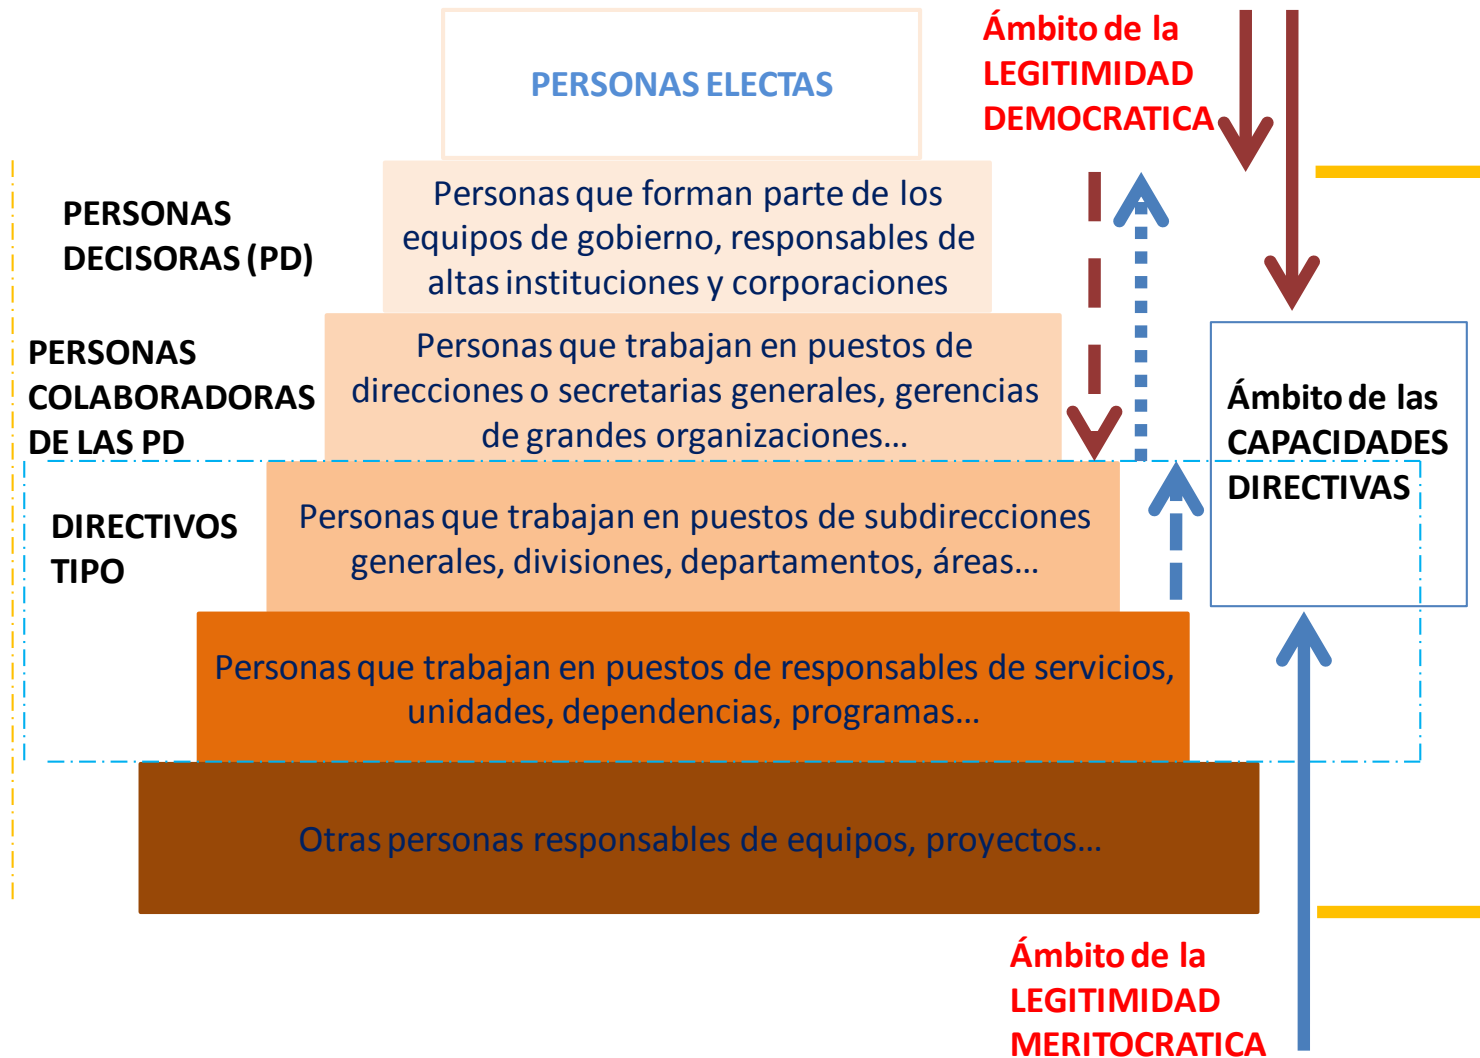 PERSONAS ELECTAS
Ámbito de la
LEGITIMIDAD
DEMOCRATICA
PERSONAS
DECISORAS (PD)
Personas que forman parte de los
equipos de gobierno, responsables de
altas instituciones y corporaciones
PERSONAS
COLABORADORAS
DE LAS PD
Personas que trabajan en puestos de
direcciones o secretarias generales, gerencias
de grandes organizaciones...
Ámbito de las
CAPACIDADES
DIRECTIVAS
DIRECTIVOS
TIPO
Personas que trabajan en puestos de subdirecciones
generales, divisiones, departamentos, áreas...
Personas que trabajan en puestos de responsables de servicios,
unidades, dependencias, programas...
Otras personas responsables de equipos, proyectos...
Ámbito de la
LEGITIMIDAD
MERITOCRATICA